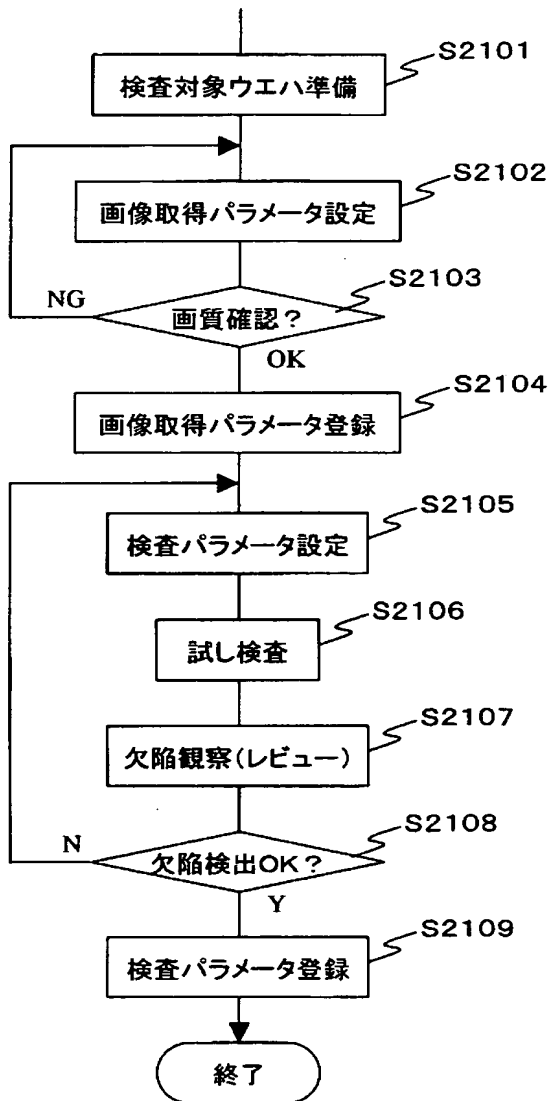 S2101
検査対象ウエハ準備
S2102
画像取得パラメータ設定
S2103
NG
画質確認？
OK
S2104
画像取得パラメータ登録
S2105
検査パラメータ設定
S2106
試し検査
S2107
欠陥観察(レビュー)
S2108
N
欠陥検出OK？
Y
S2109
検査パラメータ登録
終了